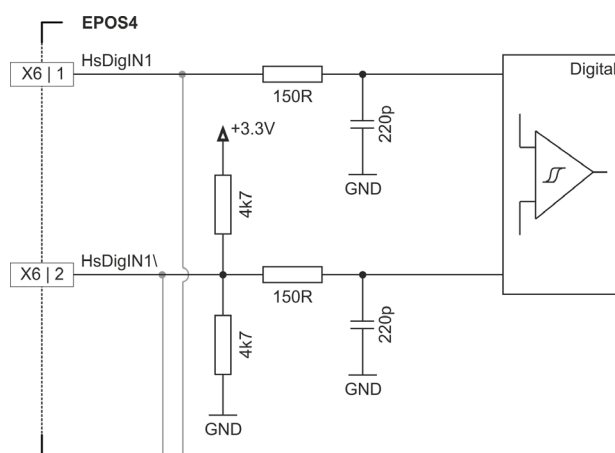 EPOS4
HsDigIN1
X6 | 1
Digital
150R
220p
+3.3V
GND
4k7
HsDigIN1\
X6 | 2
150R
220p
4k7
GND
GND